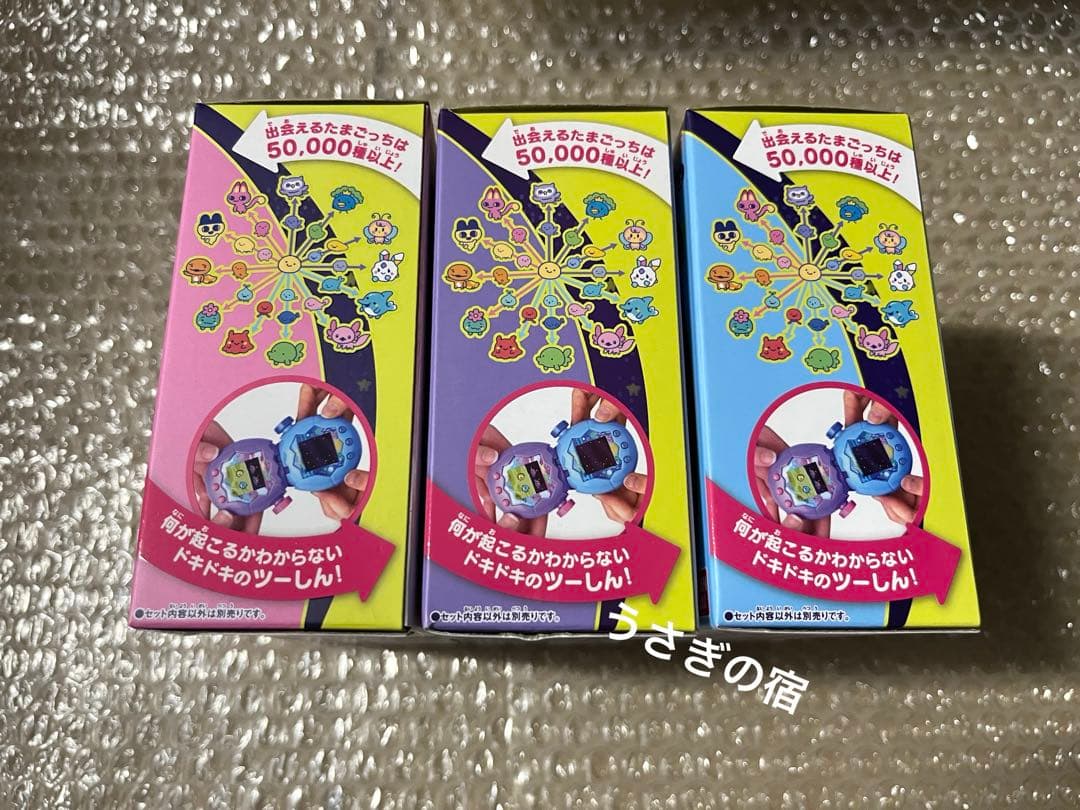 出会えるたまごっちは
50,000種以上!
何が起こるかわからない
ドキドキのツーしん!
●セット内容以外は別売りです。
出会えるたまごっちは
50,000種以上!
何が起こるかわからない
ドキドキのツーしん!
●セット内容以外は別売りです。
出会えるたまごっちは
50,000種以上!
何が起こるかわからない
ドキドキのツーしん!
●セット内容以外は別売りです。
うさぎの宿